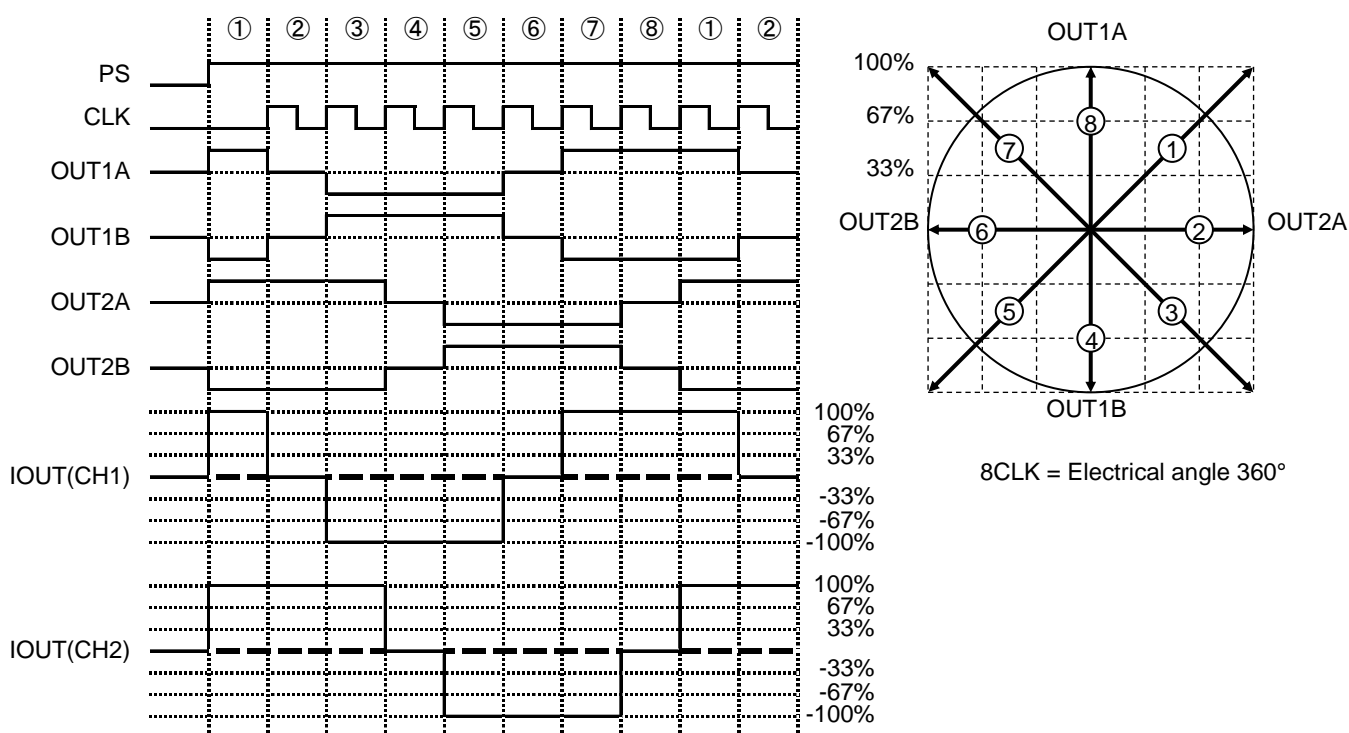 ① ② ③ ④ ⑤ ⑥ ⑦ ⑧ ① ②
PS
CLK
OUT1A
OUT1B
OUT2A
OUT2B
IOUT(CH1)
100%
67%
33%
-33%
-67%
-100%
IOUT(CH2)
100%
67%
33%
-33%
-67%
-100%
OUT1A
100%
67%
33%
OUT2B
OUT2A
OUT1B
⑧
⑦ ①
⑥ ②
⑤ ③
④
8CLK = Electrical angle 360°